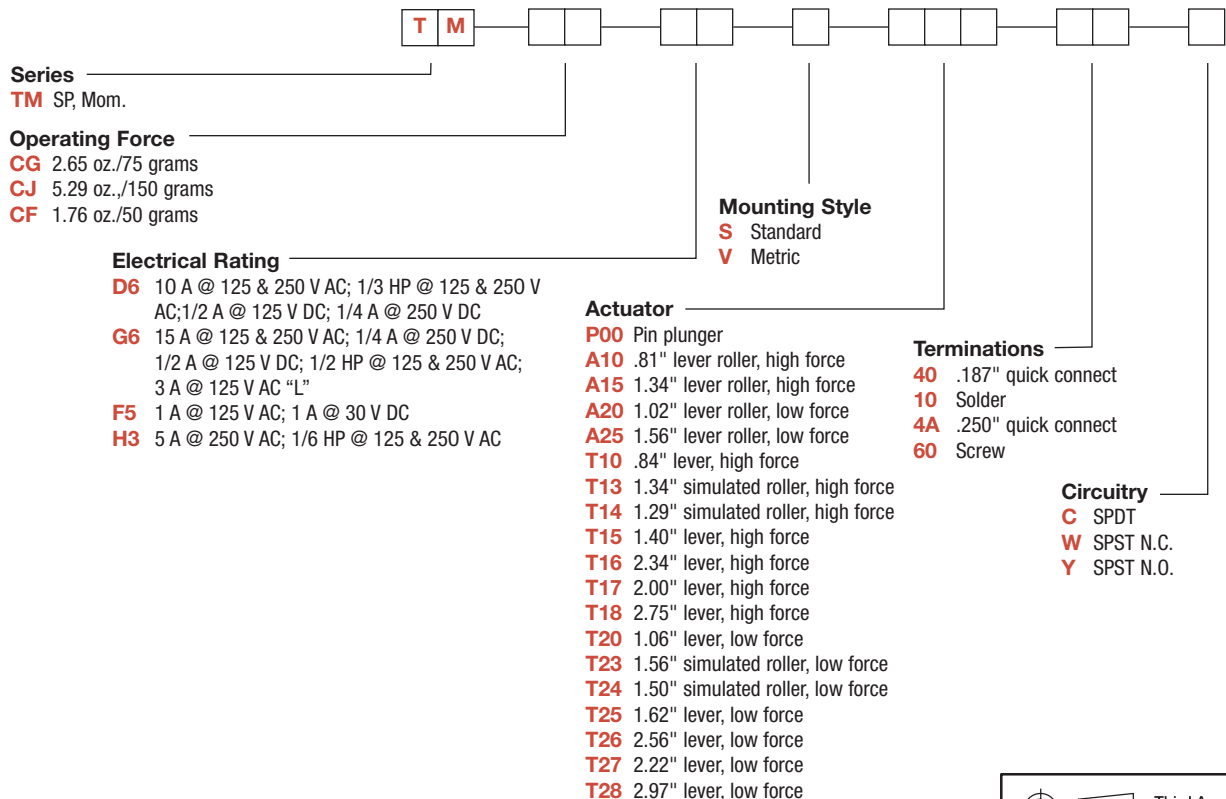 T M
Series
TM SP, Mom.
Operating Force
CG 2.65 oz./75 grams
CJ 5.29 oz.,/150 grams
CF 1.76 oz./50 grams
Electrical Rating
D6 10 A @ 125 & 250 V AC; 1/3 HP @ 125 & 250 V
AC;1/2 A @ 125 V DC; 1/4 A @ 250 V DC
G6 15 A @ 125 & 250 V AC; 1/4 A @ 250 V DC;
1/2 A @ 125 V DC; 1/2 HP @ 125 & 250 V AC;
3 A @ 125 V AC “L”
F5 1 A @ 125 V AC; 1 A @ 30 V DC
H3 5 A @ 250 V AC; 1/6 HP @ 125 & 250 V AC
Mounting Style
S Standard
V Metric
Actuator
P00 Pin plunger
A10 .81" lever roller, high force
A15 1.34" lever roller, high force
A20 1.02" lever roller, low force
A25 1.56" lever roller, low force
T10 .84" lever, high force
T13 1.34" simulated roller, high force
T14 1.29" simulated roller, high force
T15 1.40" lever, high force
T16 2.34" lever, high force
T17 2.00" lever, high force
T18 2.75" lever, high force
T20 1.06" lever, low force
T23 1.56" simulated roller, low force
T24 1.50" simulated roller, low force
T25 1.62" lever, low force
T26 2.56" lever, low force
T27 2.22" lever, low force
T28 2.97" lever, low force
Terminations
40 .187" quick connect
10 Solder
4A .250" quick connect
60 Screw
Circuitry
C SPDT
W SPST N.C.
Y SPST N.O.